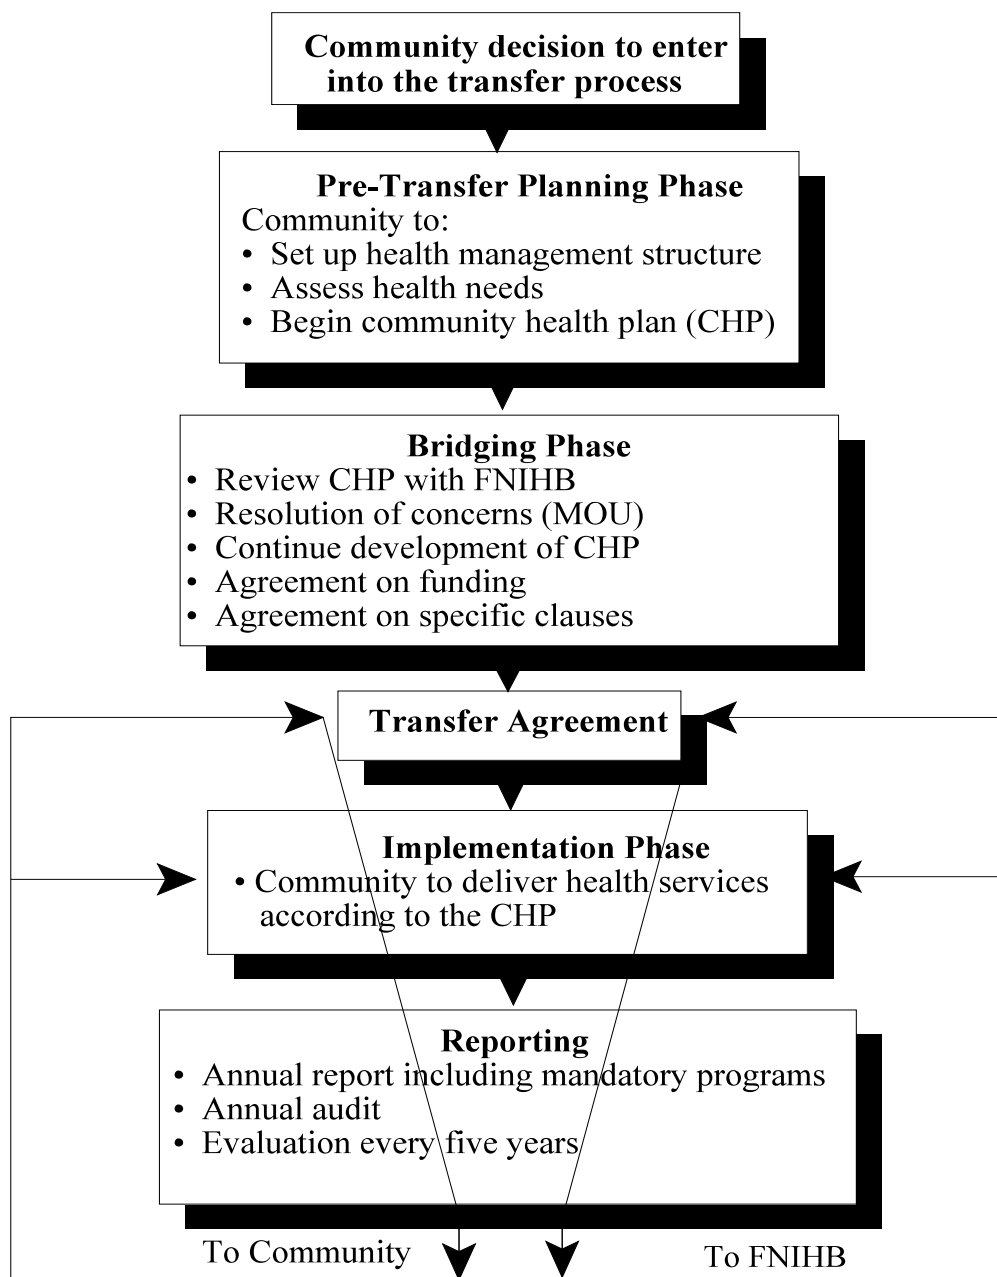 Community decision to enter
into the transfer process
Pre-Transfer Planning Phase
Community to:
• Set up health management structure
• Assess health needs
• Begin community health plan (CHP)
Bridging Phase
• Review CHP with FNIHB
• Resolution of concerns (MOU)
• Continue development of CHP
• Agreement on funding
• Agreement on specific clauses
Transfer Agreement
Implementation Phase
• Community to deliver health services
according to the CHP
Reporting
• Annual report including mandatory programs
• Annual audit
• Evaluation every five years
To Community
To FNIHB